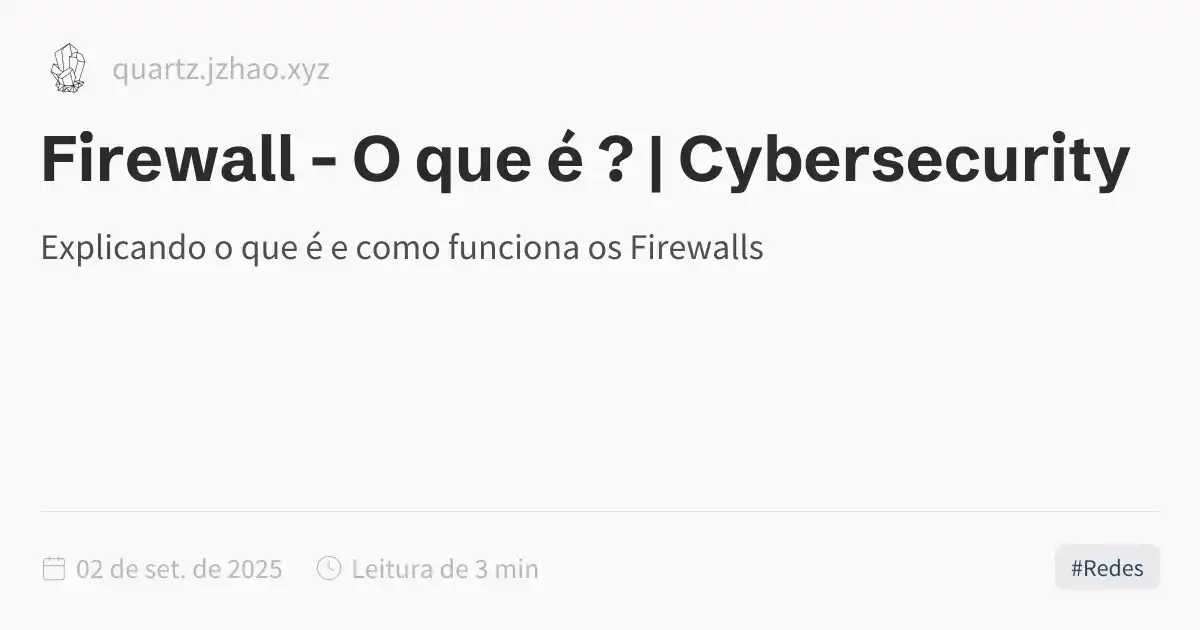 quartz.jzhao.xyz
Firewall - O que é ? | Cybersecurity
Explicando o que é e como funciona os Firewalls
02 de set. de 2025 Leitura de 3 min #Redes